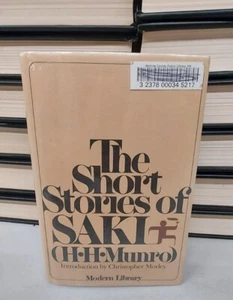 3 2378 00034 5217
The
Short
Stories of
SAKI
(H·H·Munro)
Introduction by Christopher Morley
Modern Library